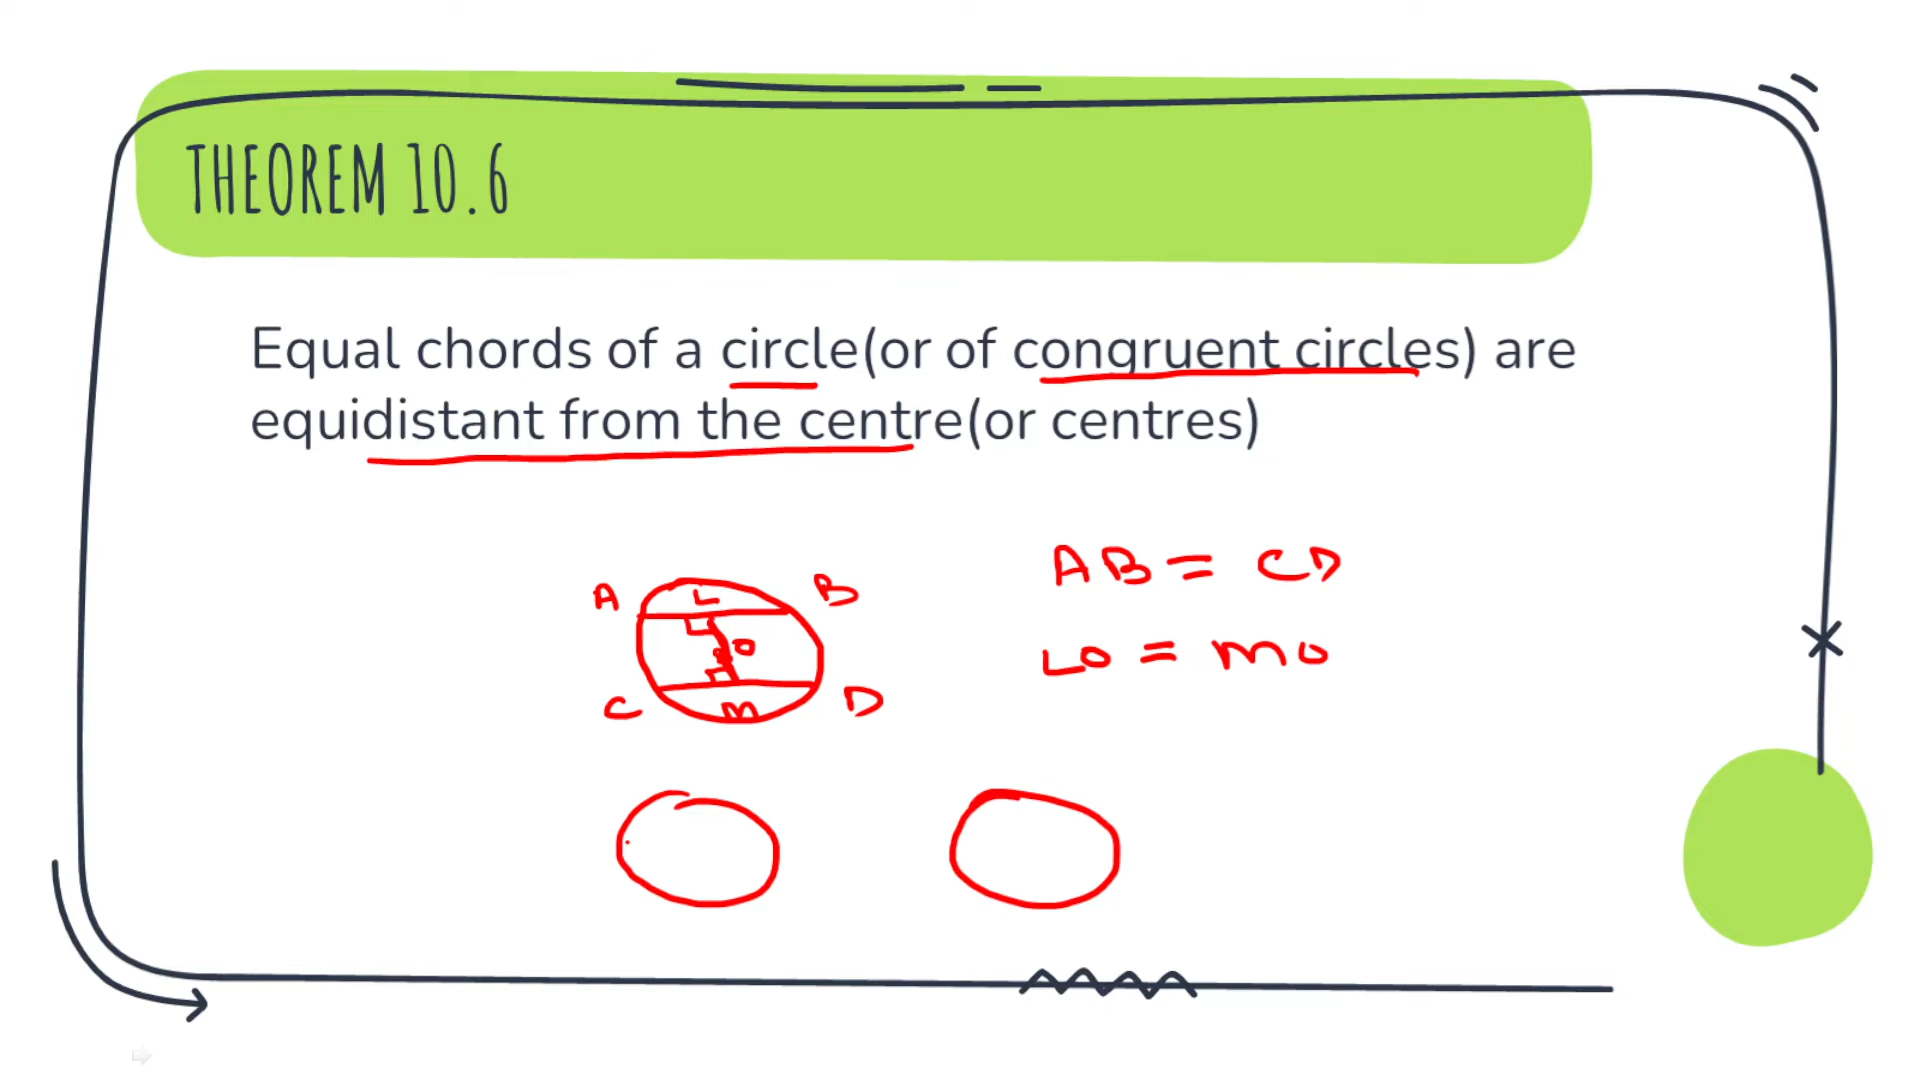 THEOREM 10.6
Equal chords of a circle(or of congruent circles) are
equidistant from the centre(or centres)
AB = CD
A L B
O
LO = MO
C M D